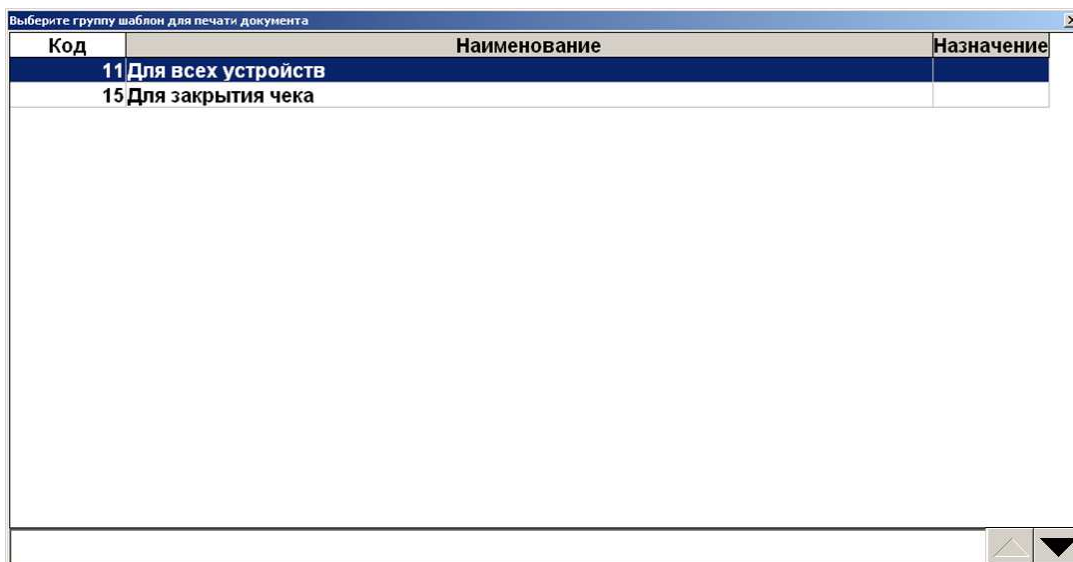 Выберите группу шаблон для печати документа
Код Наименование Назначение
11 Для всех устройств
15 Для закрытия чека